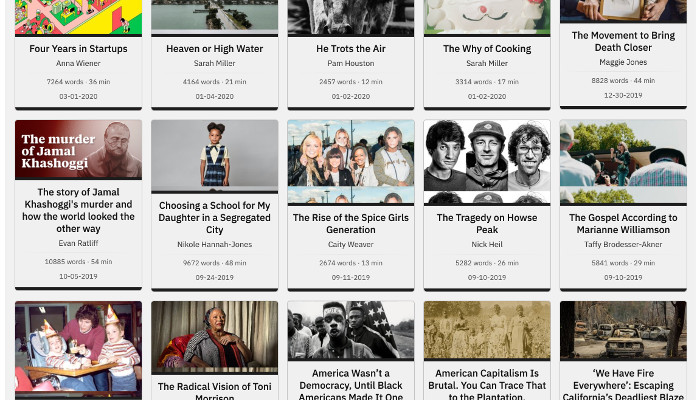 Four Years in Startups
Anna Wiener
7264 words · 36 min
03-01-2020
Heaven or High Water
Sarah Miller
4164 words · 21 min
01-04-2020
He Trots the Air
Pam Houston
2457 words · 12 min
01-02-2020
The Why of Cooking
Sarah Miller
3314 words · 17 min
01-02-2020
The Movement to Bring
Death Closer
Maggie Jones
8828 words · 44 min
12-30-2019
The murder
of Jamal
Khashoggi
The story of Jamal
Khashoggi's murder and
how the world looked the
other way
Evan Ratliff
10885 words · 54 min
10-05-2019
Choosing a School for My
Daughter in a Segregated
City
Nikole Hannah-Jones
9672 words · 48 min
09-24-2019
The Rise of the Spice Girls
Generation
Caity Weaver
2674 words · 13 min
09-11-2019
The Tragedy on Howse
Peak
Nick Heil
5282 words · 26 min
09-10-2019
The Gospel According to
Marianne Williamson
Taffy Brodesser-Akner
5841 words · 29 min
09-10-2019
The Radical Vision of Toni
Morrison
America Wasn't a
Democracy, Until Black
Americans Made It One
American Capitalism Is
Brutal. You Can Trace That
to the Plantation.
‘We Have Fire
Everywhere’: Escaping
California's Deadliest Blaze